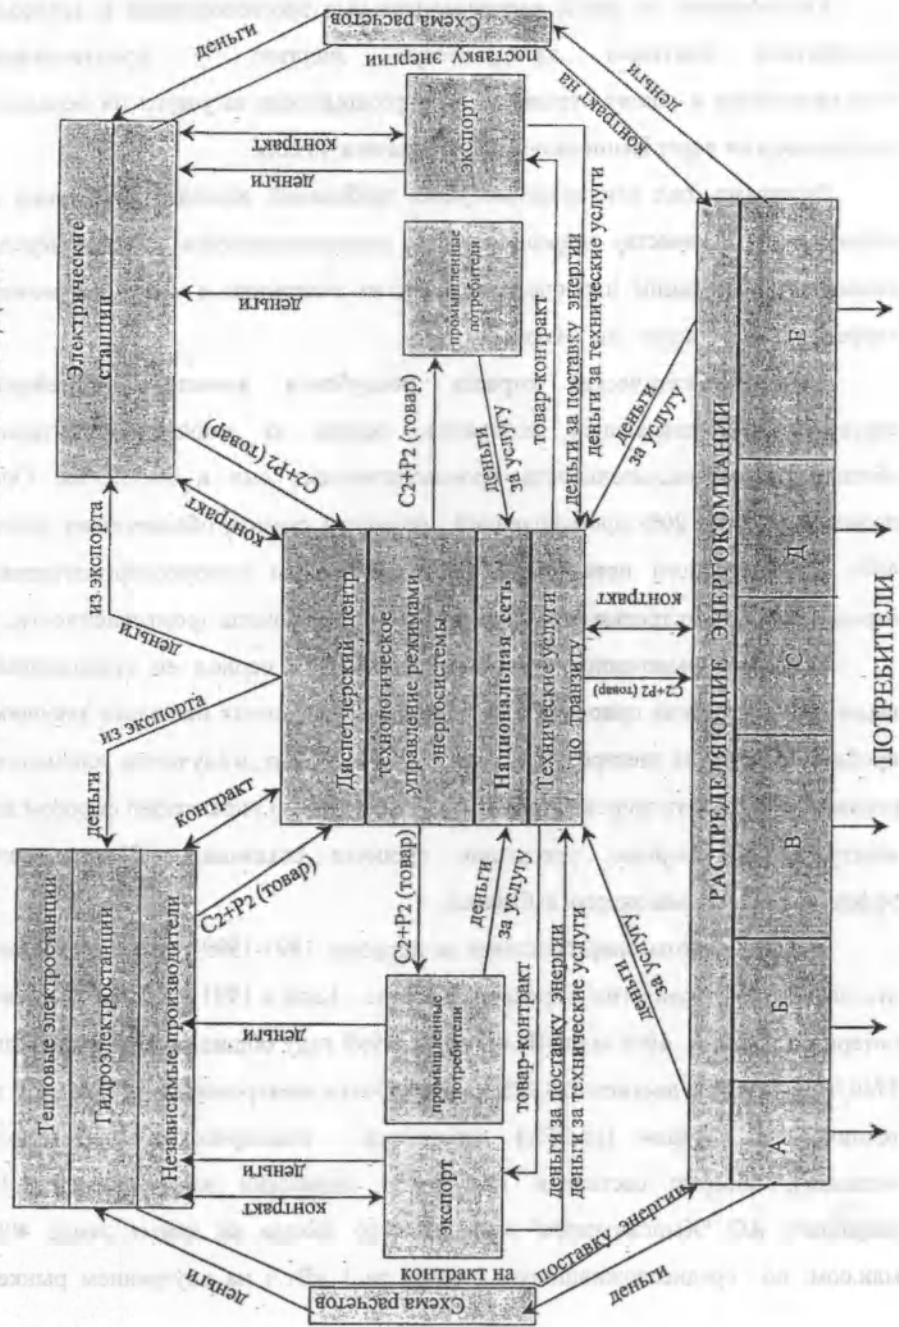 Схема расчетов
деньги
контракт на
поставку энергии
деньги
Тепловые электростанции
Гидроэлектростанции
Независимые производители
контракт
деньги
экспорт
деньги
промышленные
потребители
C2+P2 (товар)
контракт
деньги
из экспорта
C2+P2 (товар)
деньги
за услугу
товар-контракт
деньги за поставку энергии
деньги за технические услуги
деньги
за услугу
Диспетчерский центр
технологическое
управление режимами
энергосистемы
Национальная сеть
Технические услуги
по транзиту
контракт
C2+P2 (товар)
деньги
из экспорта
Электрические
станции
контракт
C2+P2 (товар)
деньги
деньги
контракт
промышленные
потребители
экспорт
C2+P2 (товар)
деньги
за услугу
товар-контракт
деньги за поставку энергии
деньги за технические услуги
деньги
за услугу
Схема расчетов
деньги
поставку энергии
контракт на
деньги
РАСПРЕДЕЛЯЮЩИЕ ЭНЕРГОКОМПАНИИ
А
Б
В
С
Д
Е
ПОТРЕБИТЕЛИ